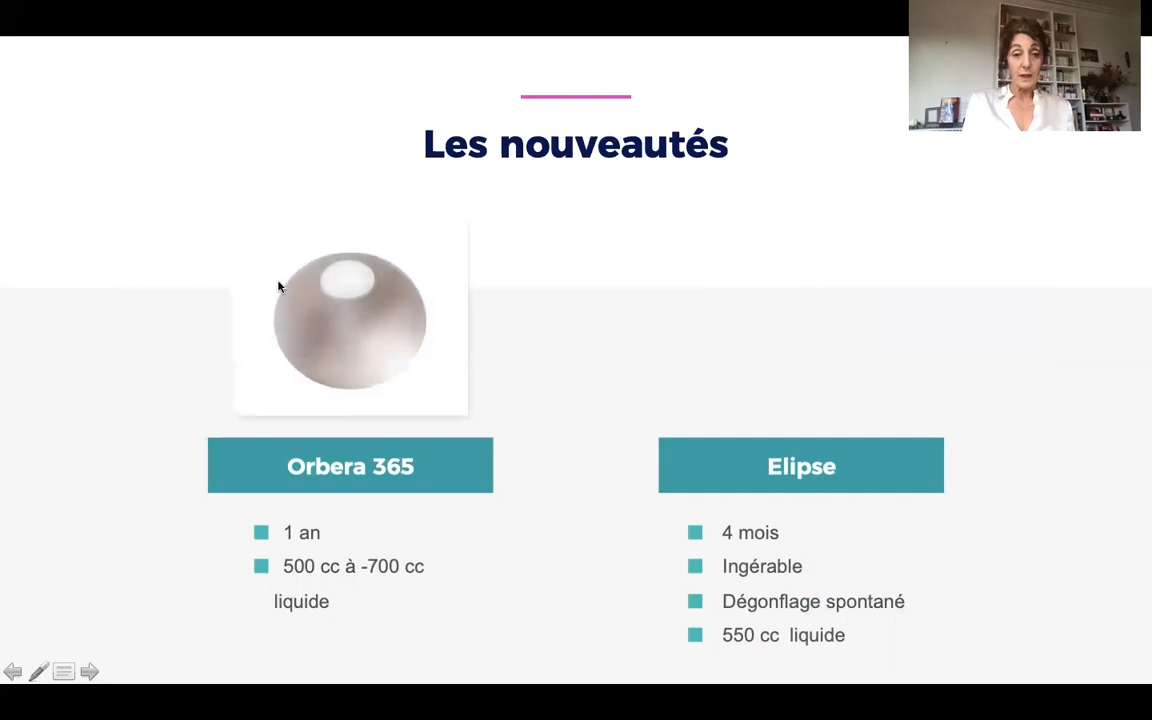 Les nouveautés
Orbera 365
1 an
500 cc à -700 cc
liquide
Elipse
4 mois
Ingérable
Dégonflage spontané
550 cc liquide